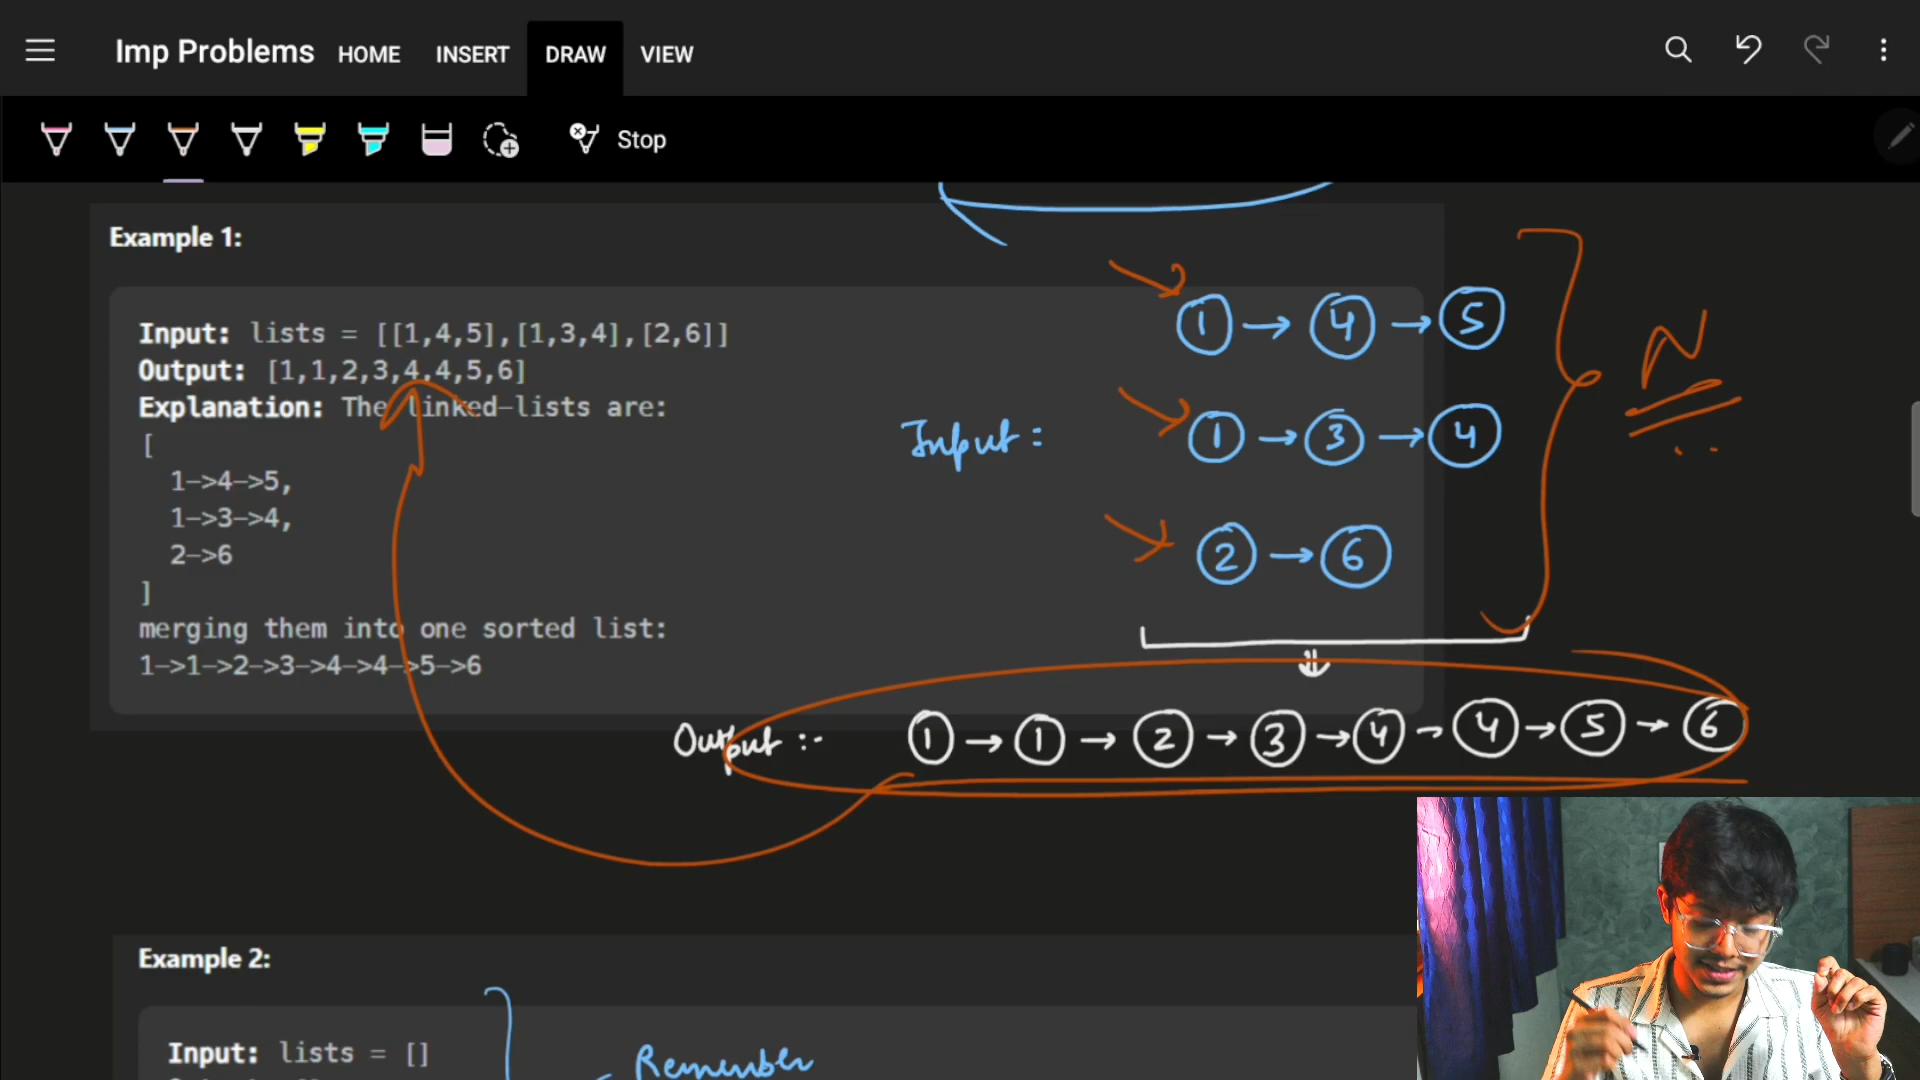 Imp Problems HOME INSERT DRAW VIEW
Stop
Example 1:
Input: lists = [[1,4,5],[1,3,4],[2,6]]
Output: [1,1,2,3,4,4,5,6]
Explanation: The linked-lists are:
[
1->4->5,
1->3->4,
2->6
]
merging them into one sorted list:
1->1->2->3->4->4->5->6
Input :
1 → 4 → 5
1 → 3 → 4
2 → 6
N
Output :-
1 → 1 → 2 → 3 → 4 → 4 → 5 → 6
Example 2:
Input: lists = []
Remember